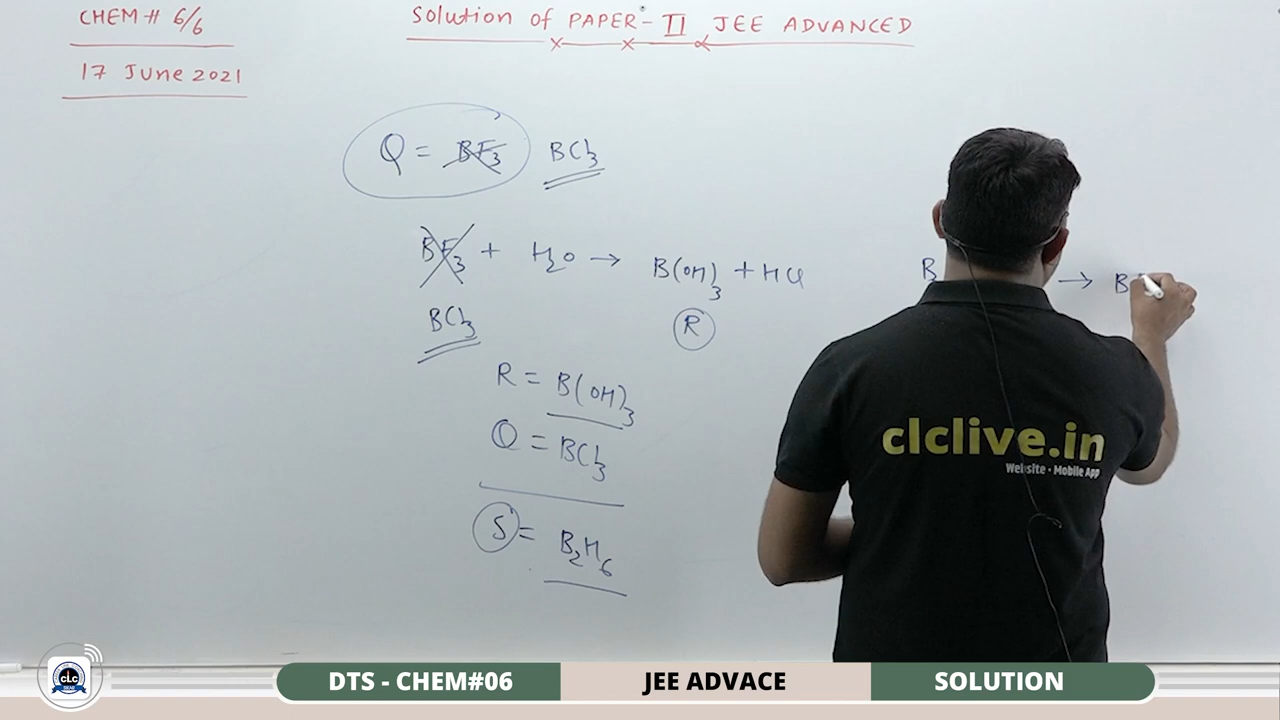 CHEM # 6/6
17 June 2021
Solution of PAPER-II JEE ADVANCED
Q = BF3 BCl3
BF3 + H2O → B(OH)3 + HCl
BCl3
R
R = B(OH)3
Q = BCl3
S = B2H6
B → B
clclive.in
Website • Mobile App
clc
DTS - CHEM#06
JEE ADVACE
SOLUTION